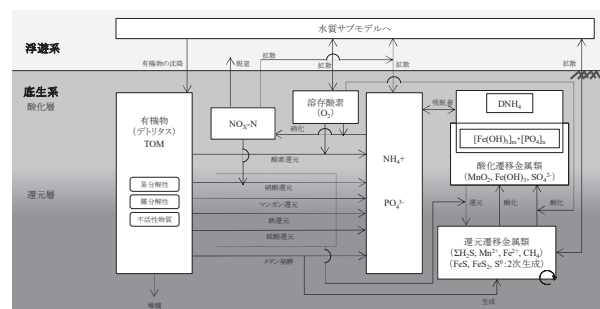 水質サブモデルへ
浮遊系
有機物の沈降
脱窒
拡散
拡散
拡散
拡散
底生系
酸化層
有機物
(デトリタス)
TOM
NOx-N
溶存酸素
(O₂)
硝化
NH₄+
PO₄³⁻
吸脱着
DNH₄
[Fe(OH)₃]ₘ・[PO₄]ₙ
酸化遷移金属類
(MnO₂, Fe(OH)₃, SO₄²⁻)
酸素還元
還元層
易分解性
難分解性
不活性物質
硝酸還元
マンガン還元
鉄還元
硫酸還元
メタン発酵
還元
酸化
酸化
還元遷移金属類
(ΣH₂S, Mn²⁺, Fe²⁺, CH₄)
(FeS, FeS₂, S⁰:2次生成)
堆積
生成